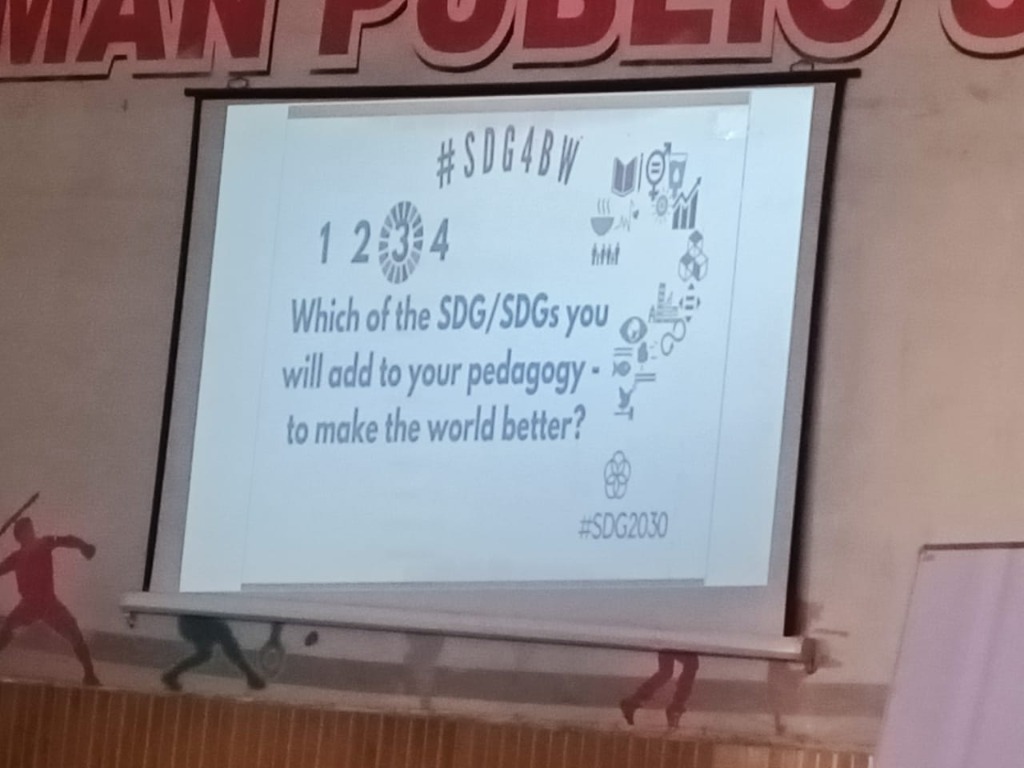 MAN PUBLIC
#SDG4BW
1 2 3 4
Which of the SDG/SDGs you
will add to your pedagogy -
to make the world better?
#SDG2030